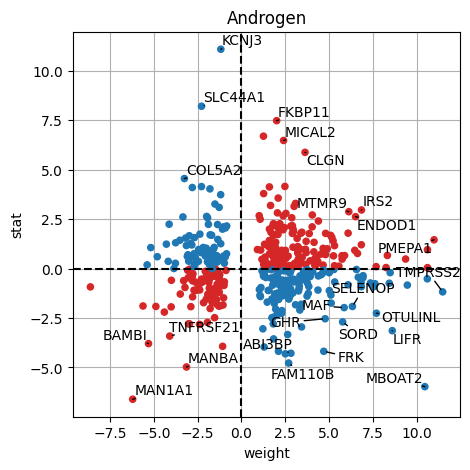 Androgen
KCNJ3
SLC44A1
FKBP11
MICAL2
CLGN
COL5A2
MTMR9
IRS2
ENDOD1
PMEPA1
TMPRSS2
SELENOP
MAF
OTULINL
GHR
SORD
LIFR
TNFRSF21
BAMBI
ABI3BP
FRK
MANBA
FAM110B
MBOAT2
MAN1A1
stat
10.0
7.5
5.0
2.5
0.0
−2.5
−5.0
−7.5
−7.5
−5.0
−2.5
0.0
2.5
5.0
7.5
10.0
weight